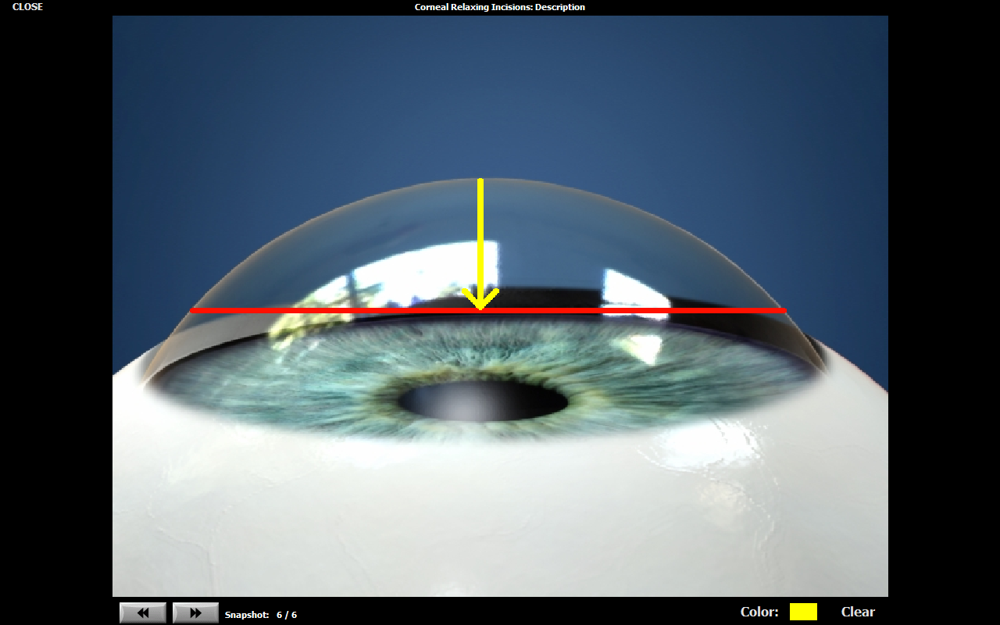 CLOSE
Corneal Relaxing Incisions: Description
Snapshot: 6 / 6
Color:
Clear